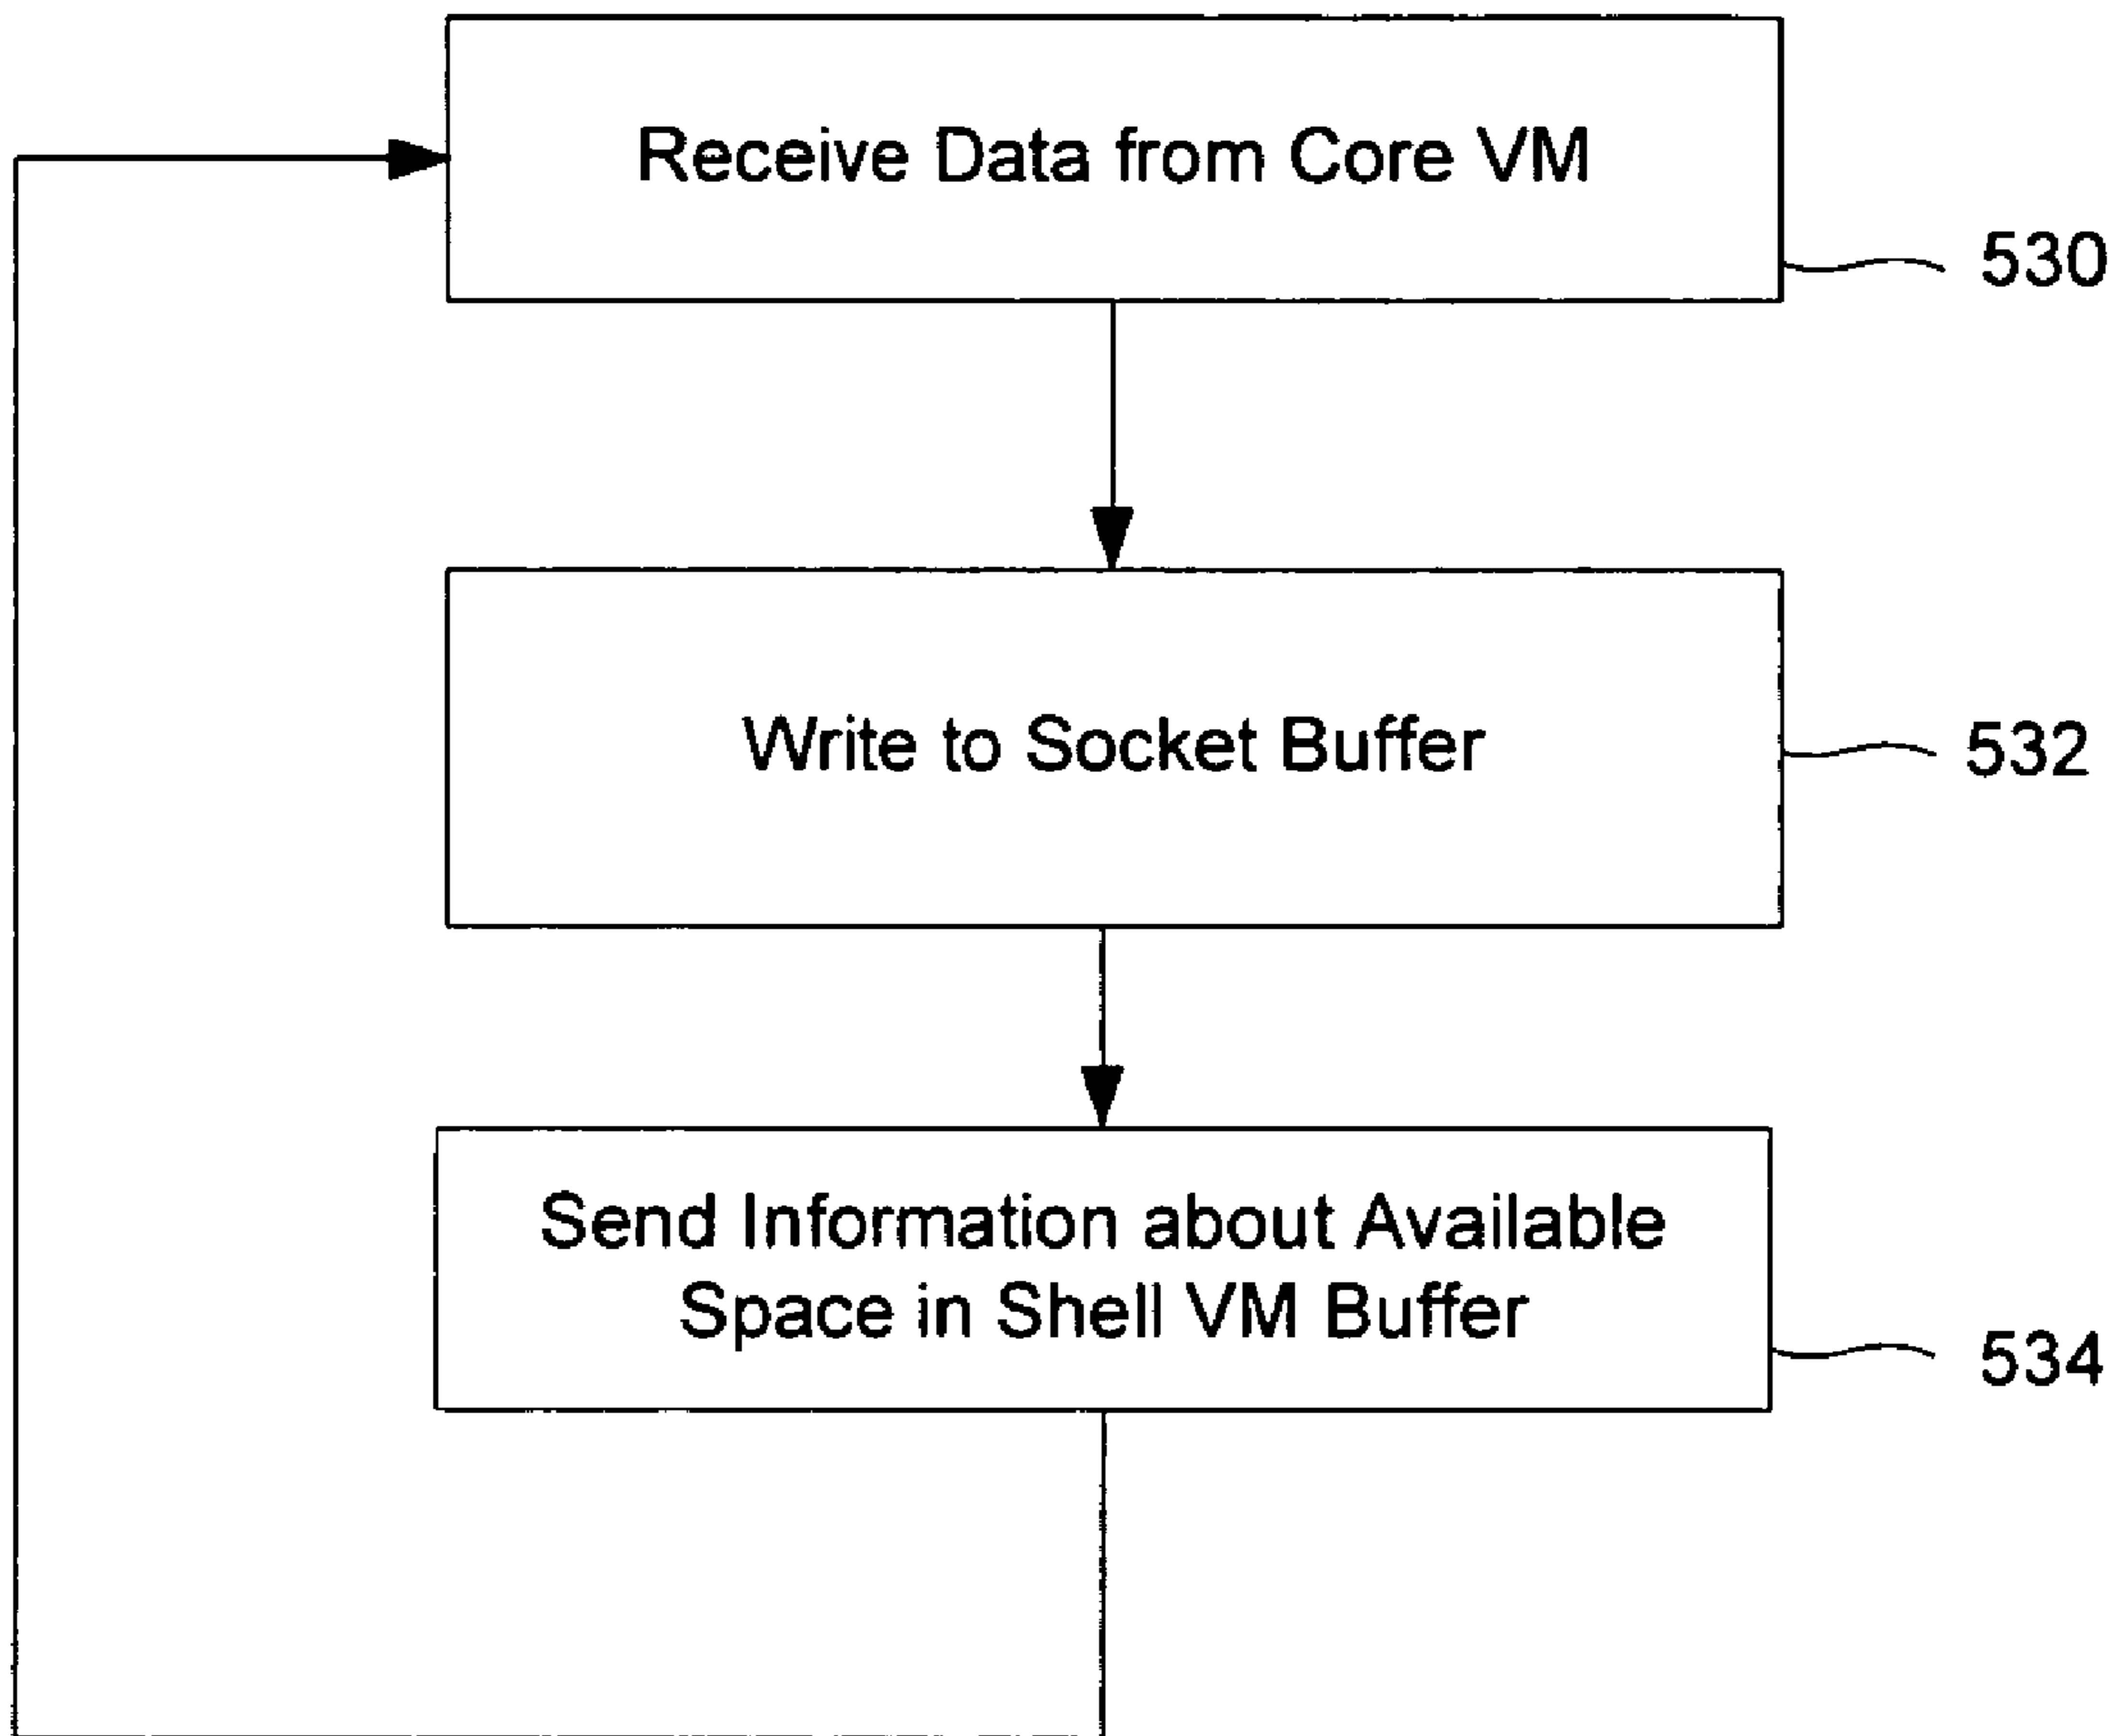 Receive Data from Core VM
530
Write to Socket Buffer
532
Send Information about Available
Space in Shell VM Buffer
534